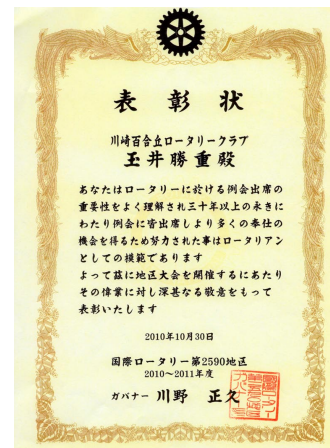 表彰状
川崎百合丘ロータリークラブ
玉井勝重殿
あなたはロータリーに於ける例会出席の
重要性をよく理解され三十年以上の永きに
わたり例会に皆出席しより多くの奉仕の
機会を得るため努力された事はロータリアン
としての模範であります
よって茲に地区大会を開催するにあたり
その偉業に対し深甚なる敬意をもって
表彰いたします
2010年10月30日
国際ロータリー第2590地区
2010〜2011年度
ガバナー 川野 正久